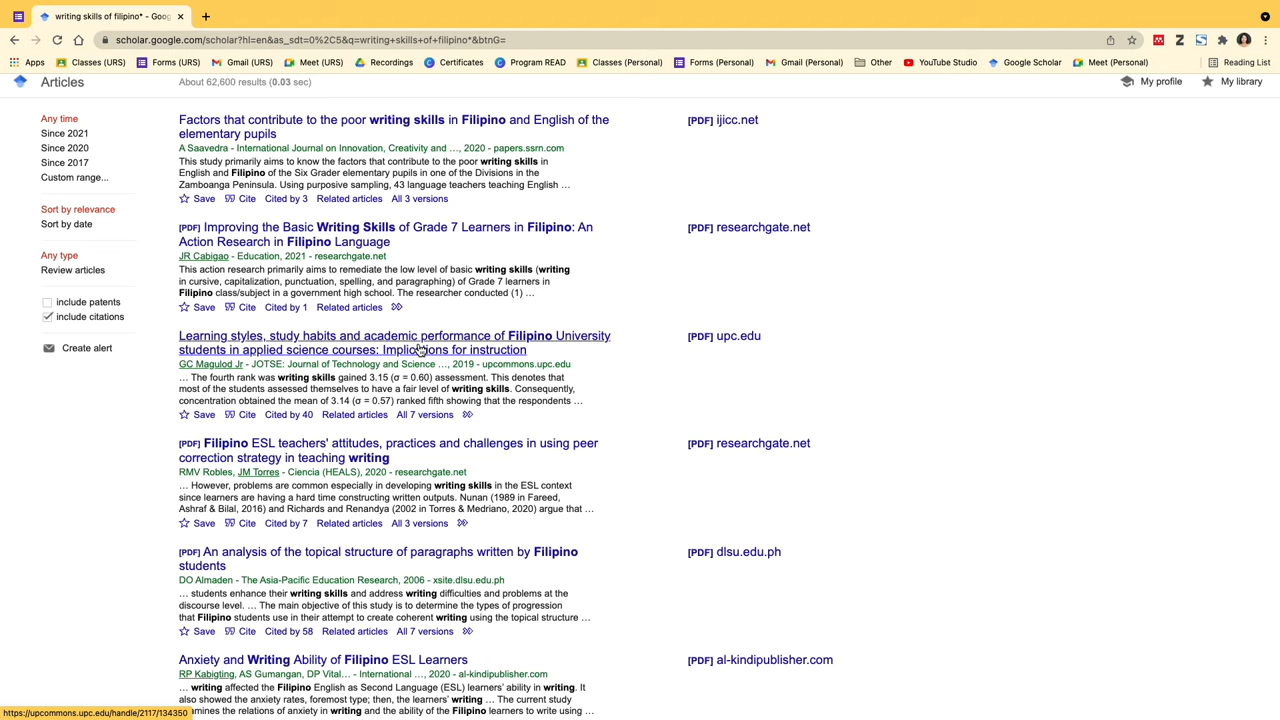 writing skills of filipino* - Goog
scholar.google.com/scholar?hl=en&as_sdt=0%2C5&q=writing+skills+of+filipino*&btnG=
Apps Classes (URS) Forms (URS) Gmail (URS) Meet (URS) Recordings Certificates Program READ Classes (Personal) Forms (Personal) Gmail (Personal) Other YouTube Studio Google Scholar Meet (Personal) Reading List
Articles About 62,600 results (0.03 sec) My profile My library
Any time
Since 2021
Since 2020
Since 2017
Custom range...
Sort by relevance
Sort by date
Any type
Review articles
include patents
include citations
Create alert
Factors that contribute to the poor writing skills in Filipino and English of the
elementary pupils
[PDF] ijicc.net
A Saavedra - International Journal on Innovation, Creativity and ..., 2020 - papers.ssrn.com
This study primarily aims to know the factors that contribute to the poor writing skills in
English and Filipino of the Six Grader elementary pupils in one of the Divisions in the
Zamboanga Peninsula. Using purposive sampling, 43 language teachers teaching English ...
Save Cite Cited by 3 Related articles All 3 versions
[PDF] Improving the Basic Writing Skills of Grade 7 Learners in Filipino: An
Action Research in Filipino Language
[PDF] researchgate.net
JR Cabigao - Education, 2021 - researchgate.net
This action research primarily aims to remediate the low level of basic writing skills (writing
in cursive, capitalization, punctuation, spelling, and paragraphing) of Grade 7 learners in
Filipino class/subject in a government high school. The researcher conducted (1) ...
Save Cite Cited by 1 Related articles
Learning styles, study habits and academic performance of Filipino University
students in applied science courses: Implications for instruction
[PDF] upc.edu
GC Magulod Jr - JOTSE: Journal of Technology and Science ..., 2019 - upcommons.upc.edu
... The fourth rank was writing skills gained 3.15 (σ = 0.60) assessment. This denotes that
most of the students assessed themselves to have a fair level of writing skills. Consequently,
concentration obtained the mean of 3.14 (σ = 0.57) ranked fifth showing that the respondents ...
Save Cite Cited by 40 Related articles All 7 versions
[PDF] Filipino ESL teachers' attitudes, practices and challenges in using peer
correction strategy in teaching writing
[PDF] researchgate.net
RMV Robles, JM Torres - Ciencia (HEALS), 2020 - researchgate.net
... However, problems are common especially in developing writing skills in the ESL context
since learners are having a hard time constructing written outputs. Nunan (1989 in Fareed,
Ashraf & Bilal, 2016) and Richards and Renandya (2002 in Torres & Medriano, 2020) argue that ...
Save Cite Cited by 7 Related articles All 3 versions
[PDF] An analysis of the topical structure of paragraphs written by Filipino
students
[PDF] dlsu.edu.ph
DO Almaden - The Asia-Pacific Education Research, 2006 - xsite.dlsu.edu.ph
... students enhance their writing skills and address writing difficulties and problems at the
discourse level. ... The main objective of this study is to determine the types of progression
that Filipino students use in their attempt to create coherent writing using the topical structure ...
Save Cite Cited by 58 Related articles All 7 versions
Anxiety and Writing Ability of Filipino ESL Learners
[PDF] al-kindipublisher.com
RP Kabigting, AS Gumangan, DP Vital... - International ..., 2020 - al-kindipublisher.com
... writing affected the Filipino English as Second Language (ESL) learners' ability in writing. It
also showed the anxiety rates, foremost type; then, the learners' writing ... The current study
amines the relations of anxiety in writing and the ability of the Filipino learners to write using ...
https://upcommons.upc.edu/handle/2117/134350